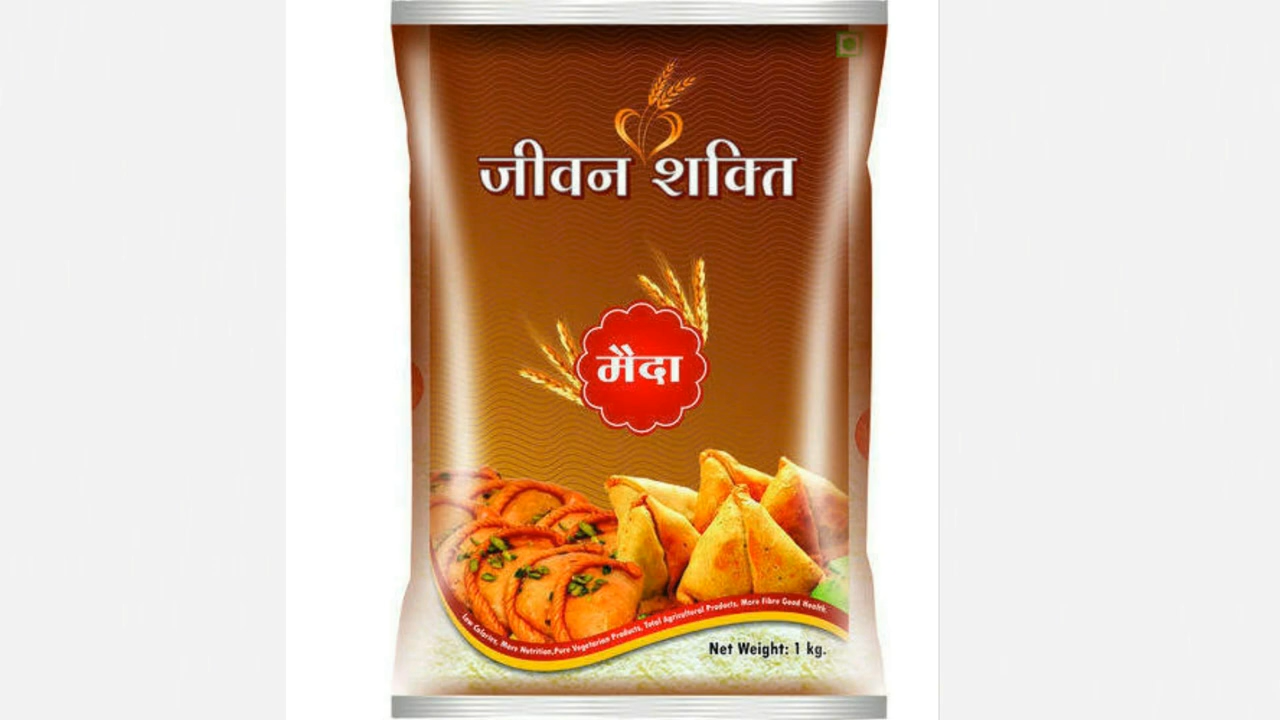 जीवन शक्ति
मैदा
Low Calories, More Nutrition,Pure Vegetarian Products, Total Agricultural Products, More Fibre Good Health.
Net Weight: 1 kg.